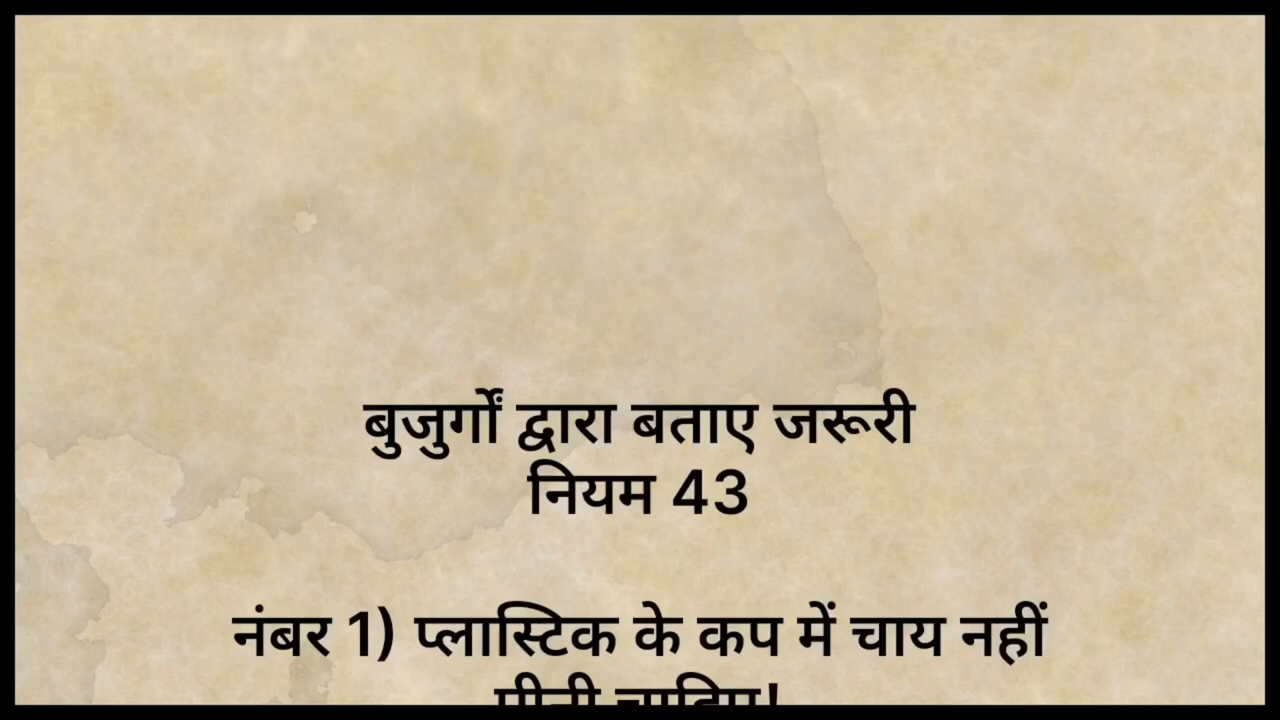 बुजुर्गों द्वारा बताए जरूरी
नियम 43
नंबर 1) प्लास्टिक के कप में चाय नहीं
पीनी चाहिए!